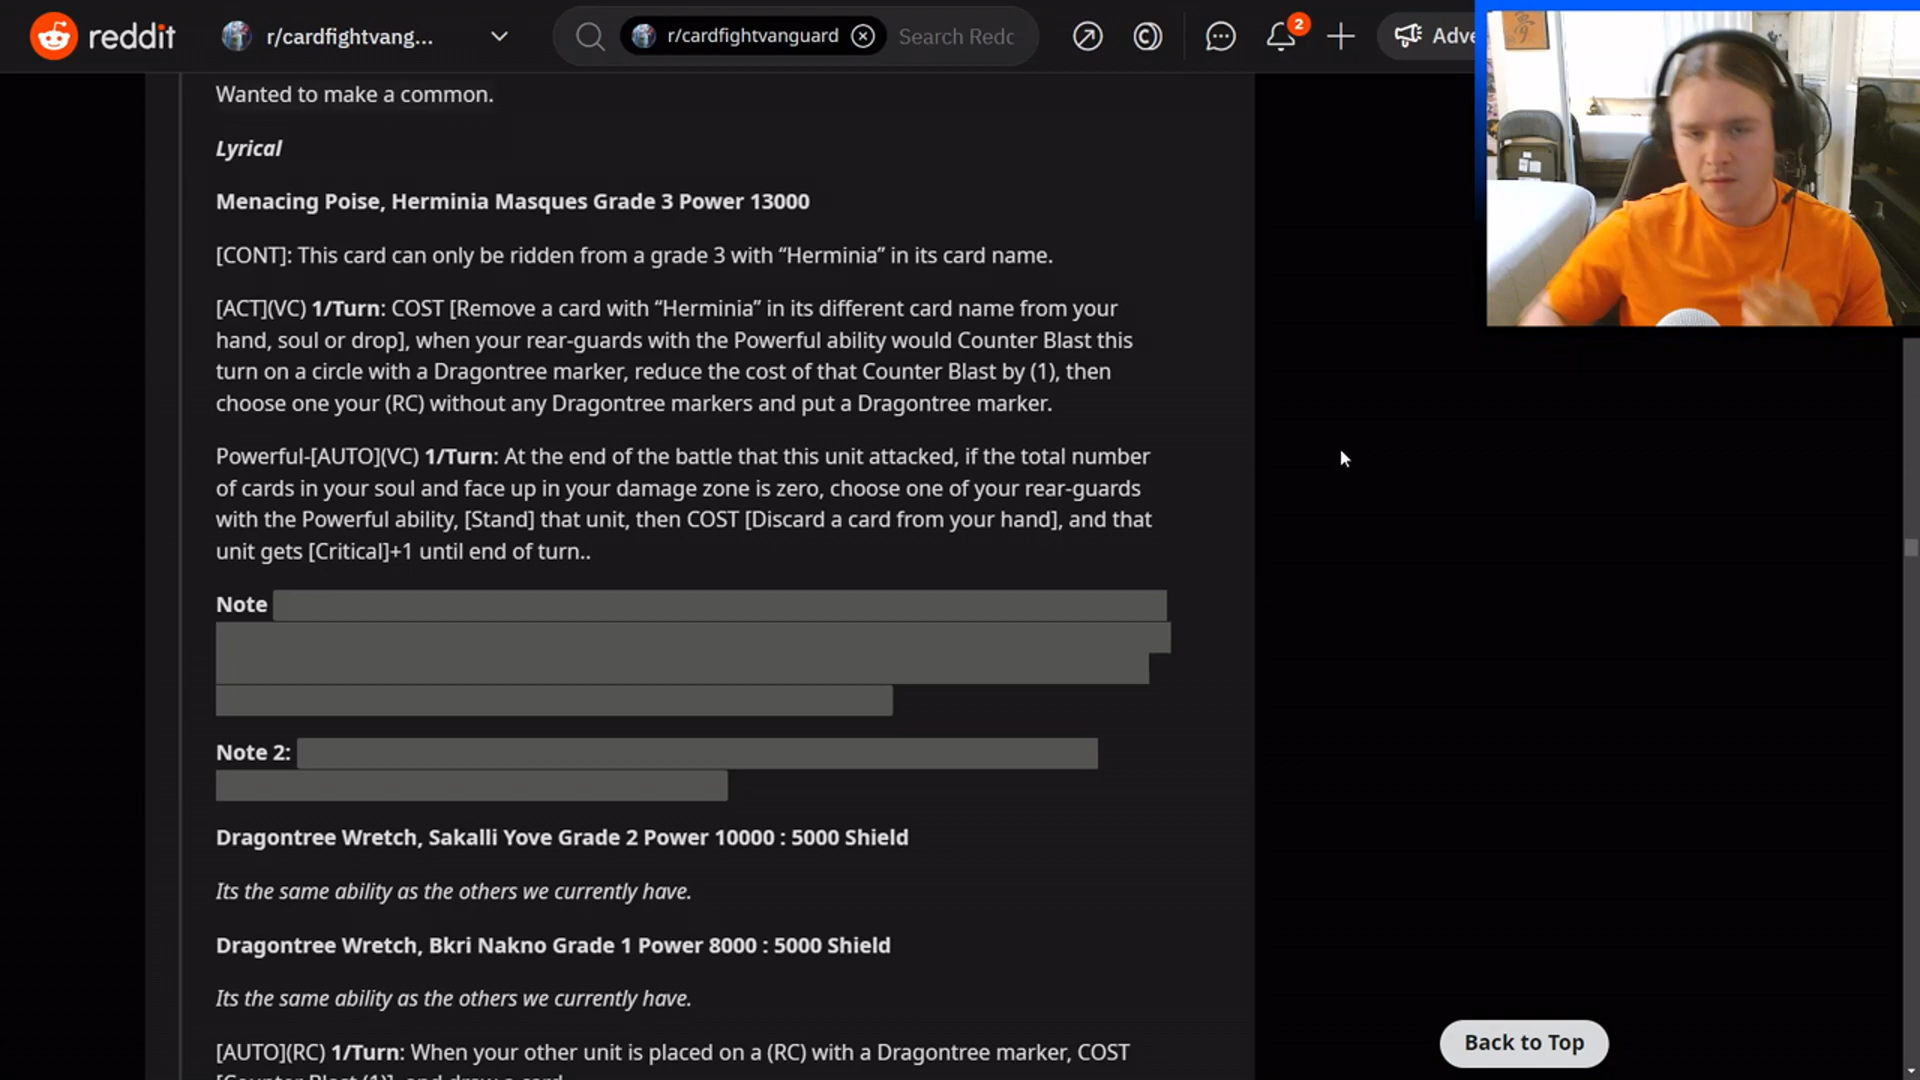 reddit
r/cardfightvang...
r/cardfightvanguard
Search Redc
2
Adve
Wanted to make a common.
Lyrical
Menacing Poise, Herminia Masques Grade 3 Power 13000
[CONT]: This card can only be ridden from a grade 3 with “Herminia” in its card name.
[ACT](VC) 1/Turn: COST [Remove a card with “Herminia” in its different card name from your
hand, soul or drop], when your rear-guards with the Powerful ability would Counter Blast this
turn on a circle with a Dragontree marker, reduce the cost of that Counter Blast by (1), then
choose one your (RC) without any Dragontree markers and put a Dragontree marker.
Powerful-[AUTO](VC) 1/Turn: At the end of the battle that this unit attacked, if the total number
of cards in your soul and face up in your damage zone is zero, choose one of your rear-guards
with the Powerful ability, [Stand] that unit, then COST [Discard a card from your hand], and that
unit gets [Critical]+1 until end of turn..
Note
Note 2:
Dragontree Wretch, Sakalli Yove Grade 2 Power 10000 : 5000 Shield
Its the same ability as the others we currently have.
Dragontree Wretch, Bkri Nakno Grade 1 Power 8000 : 5000 Shield
Its the same ability as the others we currently have.
[AUTO](RC) 1/Turn: When your other unit is placed on a (RC) with a Dragontree marker, COST
[Counter Blast (1)], and draw a card
Back to Top